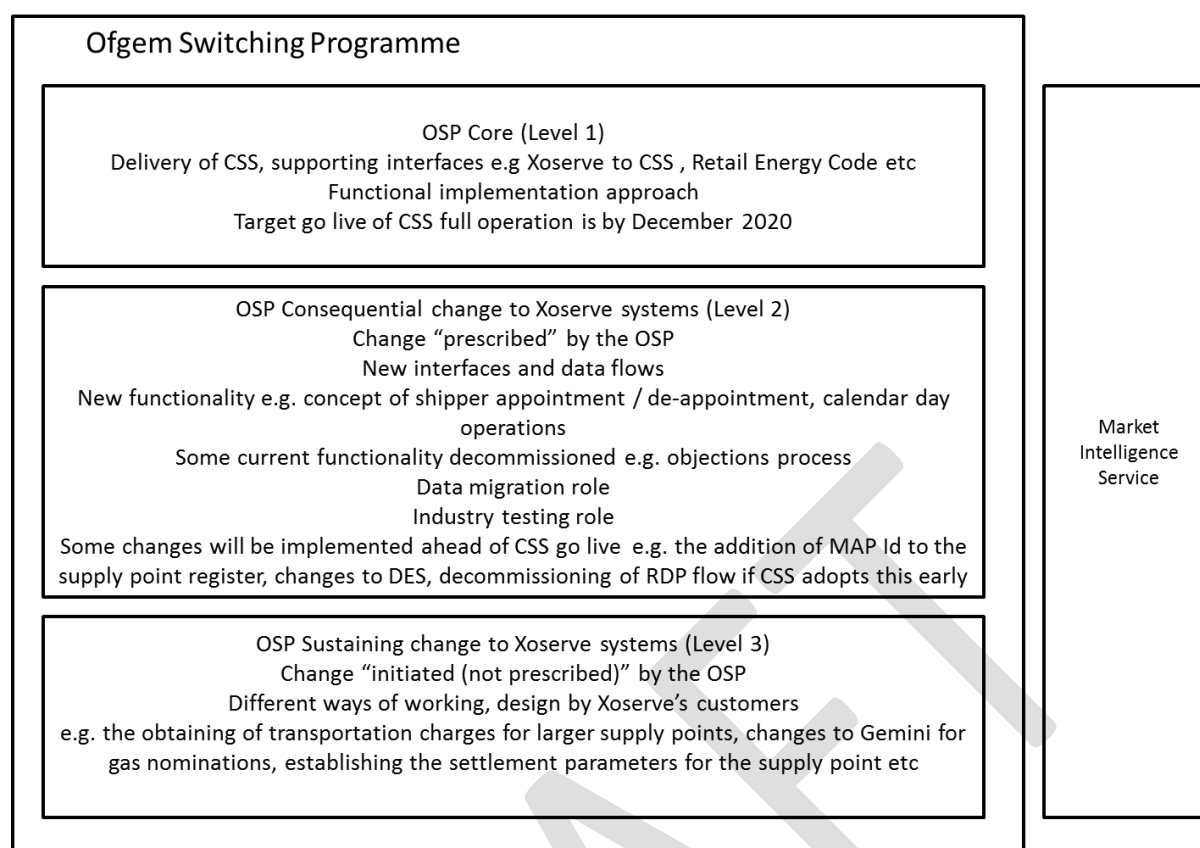 Ofgem Switching Programme
OSP Core (Level 1)
Delivery of CSS, supporting interfaces e.g Xoserve to CSS , Retail Energy Code etc
Functional implementation approach
Target go live of CSS full operation is by December 2020
OSP Consequential change to Xoserve systems (Level 2)
Change “prescribed” by the OSP
New interfaces and data flows
New functionality e.g. concept of shipper appointment / de-appointment, calendar day
operations
Some current functionality decommissioned e.g. objections process
Data migration role
Industry testing role
Some changes will be implemented ahead of CSS go live e.g. the addition of MAP Id to the
supply point register, changes to DES, decommissioning of RDP flow if CSS adopts this early
OSP Sustaining change to Xoserve systems (Level 3)
Change “initiated (not prescribed)” by the OSP
Different ways of working, design by Xoserve’s customers
e.g. the obtaining of transportation charges for larger supply points, changes to Gemini for
gas nominations, establishing the settlement parameters for the supply point etc
Market
Intelligence
Service